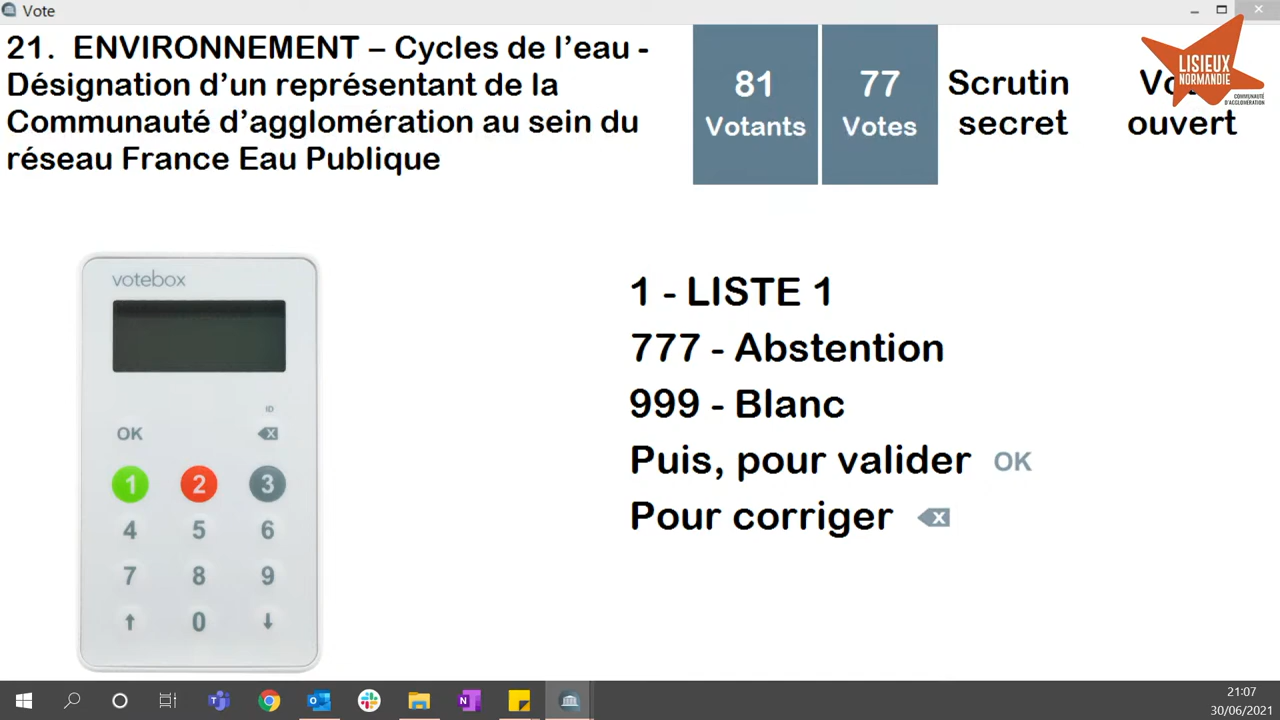 Vote
21. ENVIRONNEMENT – Cycles de l'eau -
Désignation d'un représentant de la
Communauté d'agglomération au sein du
réseau France Eau Publique
81
Votants
77
Votes
Scrutin
secret
ouvert
LISIEUX
NORMANDIE
COMMUNAUTÉ
D'AGGLOMÉRATION
votebox
ID
OK
1 2 3
4 5 6
7 8 9
↑ 0 ↓
1 - LISTE 1
777 - Abstention
999 - Blanc
Puis, pour valider OK
Pour corriger
21:07
30/06/2021